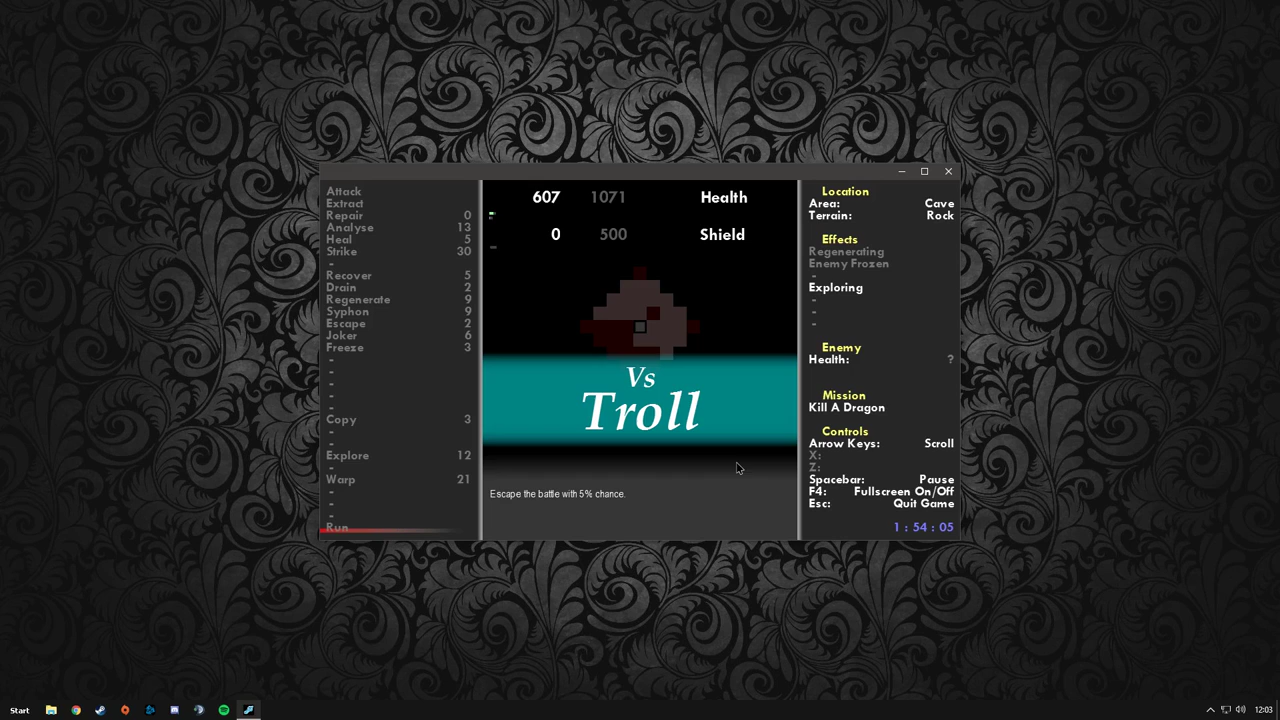 Attack
Extract
Repair 0
Analyse 13
Heal 5
Strike 30
-
Recover 5
Drain 2
Regenerate 9
Syphon 9
Escape 2
Joker 6
Freeze 3
-
-
-
-
-
Copy 3
-
-
Explore 12
-
Warp 21
-
-
-
Run
607 1071 Health
0 500 Shield
Vs
Troll
Escape the battle with 5% chance.
Location
Area: Cave
Terrain: Rock
Effects
Regenerating
Enemy Frozen
-
Exploring
-
-
-
Enemy
Health: ?
Mission
Kill A Dragon
Controls
Arrow Keys: Scroll
X:
Z:
Spacebar: Pause
F4: Fullscreen On/Off
Esc: Quit Game
1 : 54 : 05
Start
12:03